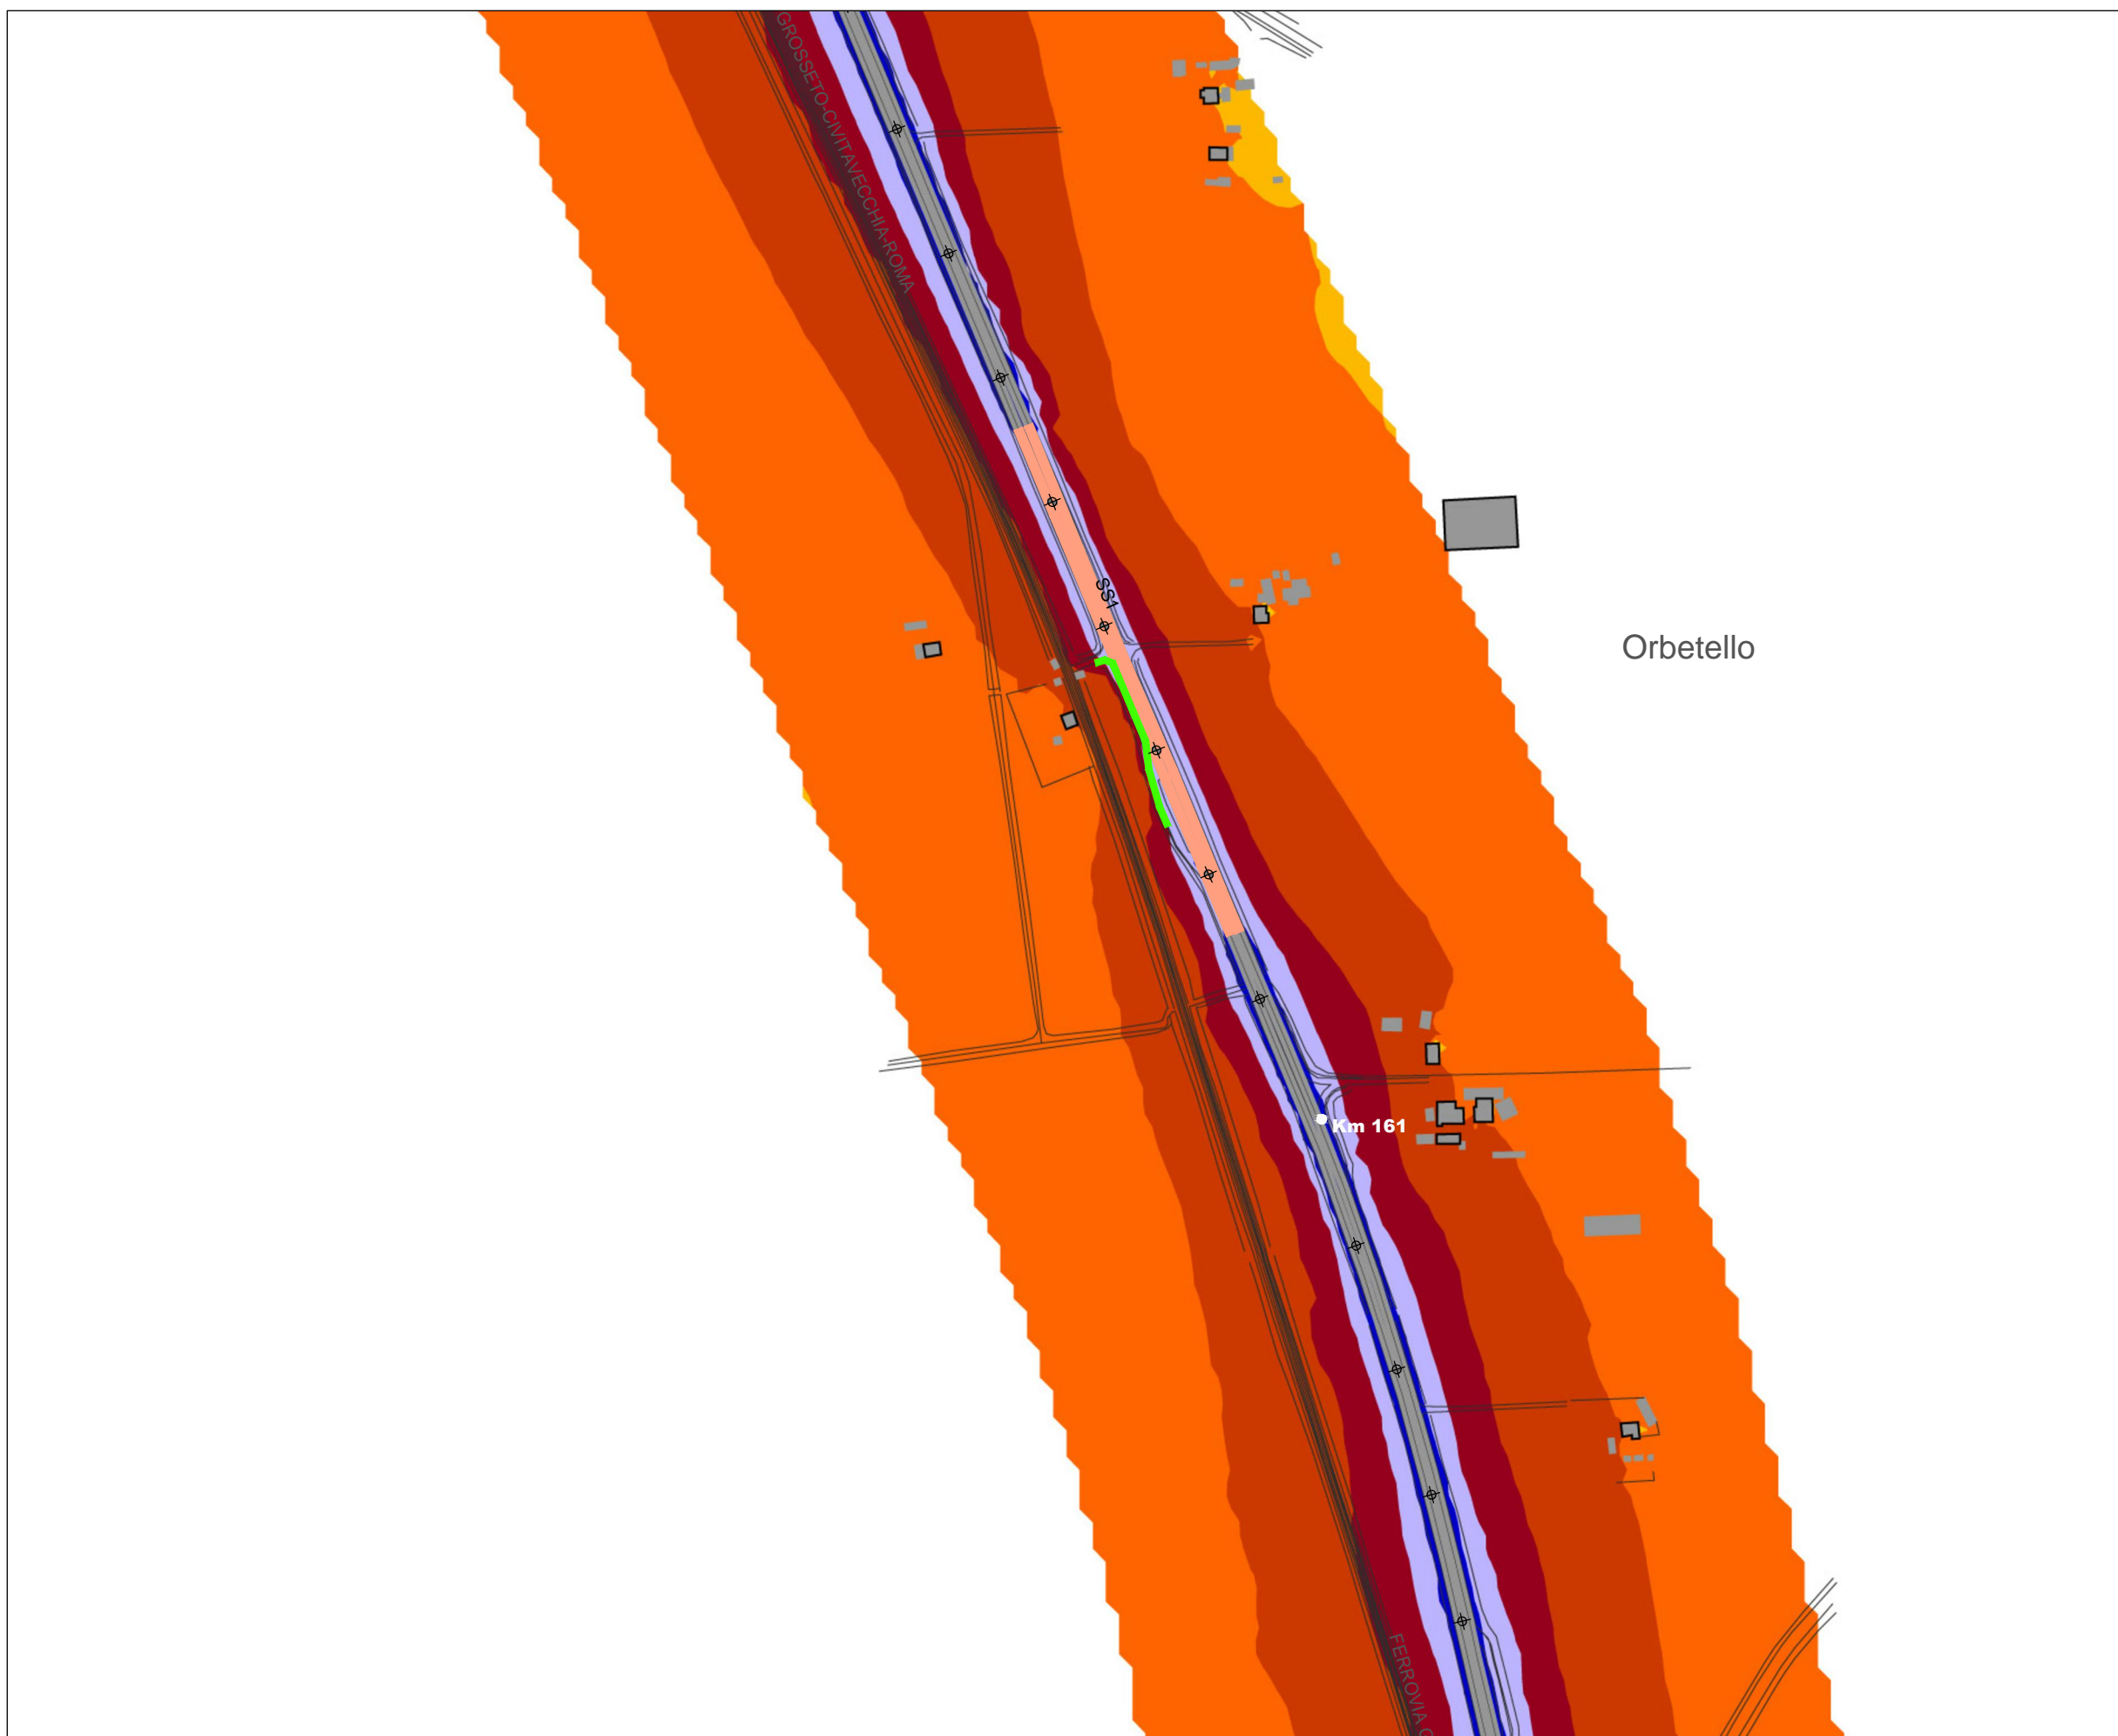 GROSSETO-CIVITAVECCHIA-ROMA
SS1
Orbetello
Km 161
FERROVIA